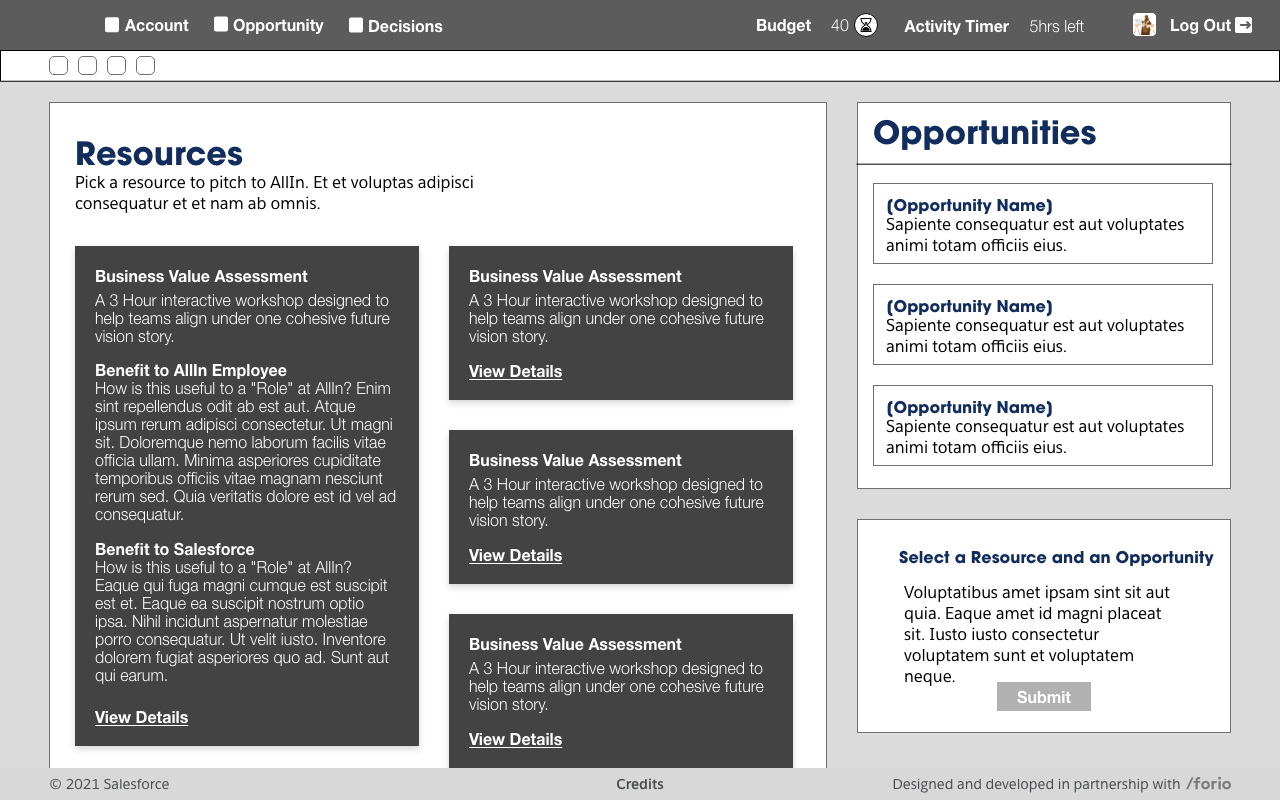 Account
Opportunity
Decisions
Budget 40
Activity Timer 5hrs left
Log Out
Resources
Pick a resource to pitch to AllIn. Et et voluptas adipisci
consequatur et et nam ab omnis.
Business Value Assessment
A 3 Hour interactive workshop designed to
help teams align under one cohesive future
vision story.
Benefit to AllIn Employee
How is this useful to a "Role" at AllIn? Enim
sint repellendus odit ab est aut. Atque
ipsum rerum adipisci consectetur. Ut magni
sit. Doloremque nemo laborum facilis vitae
officia ullam. Minima asperiores cupiditate
temporibus officiis vitae magnam nesciunt
rerum sed. Quia veritatis dolore est id vel ad
consequatur.
Benefit to Salesforce
How is this useful to a "Role" at AllIn?
Eaque qui fuga magni cumque est suscipit
est et. Eaque ea suscipit nostrum optio
ipsa. Nihil incidunt aspernatur molestiae
porro consequatur. Ut velit iusto. Inventore
dolorem fugiat asperiores quo ad. Sunt aut
qui earum.
View Details
Business Value Assessment
A 3 Hour interactive workshop designed to
help teams align under one cohesive future
vision story.
View Details
Business Value Assessment
A 3 Hour interactive workshop designed to
help teams align under one cohesive future
vision story.
View Details
Business Value Assessment
A 3 Hour interactive workshop designed to
help teams align under one cohesive future
vision story.
View Details
Opportunities
(Opportunity Name)
Sapiente consequatur est aut voluptates
animi totam officiis eius.
(Opportunity Name)
Sapiente consequatur est aut voluptates
animi totam officiis eius.
(Opportunity Name)
Sapiente consequatur est aut voluptates
animi totam officiis eius.
Select a Resource and an Opportunity
Voluptatibus amet ipsam sint sit aut
quia. Eaque amet id magni placeat
sit. Iusto iusto consectetur
voluptatem sunt et voluptatem
neque.
Submit
© 2021 Salesforce
Credits
Designed and developed in partnership with /forio